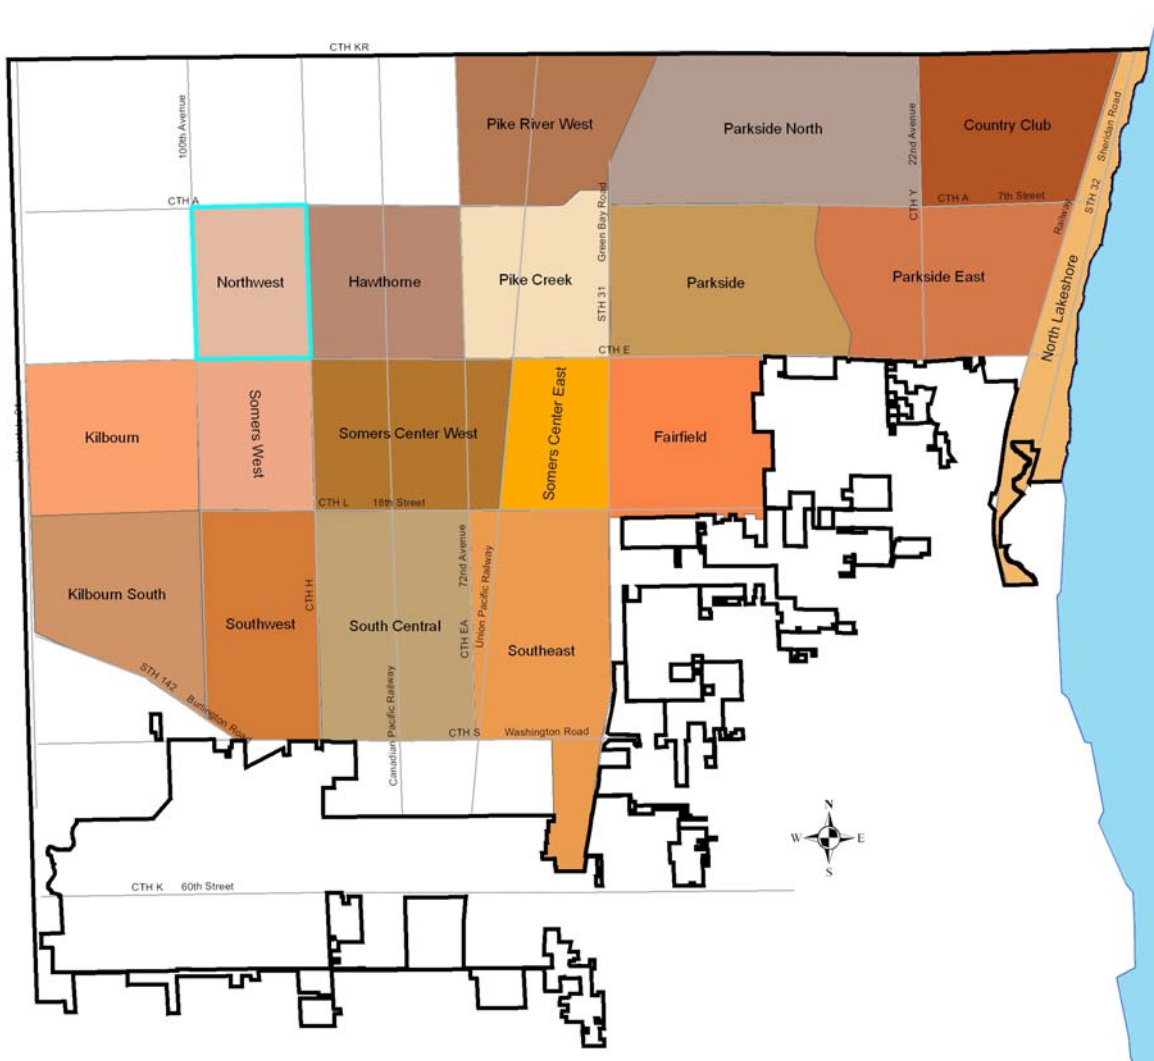 CTH KR
100th Avenue
Pike River West
Parkside North
22nd Avenue
CTH Y
Country Club
Sheridan Road
STH 32
CTH A
CTH A 7th Street
Railway
Northwest
Hawthorne
Pike Creek
Green Bay Road
STH 31
Parkside
Parkside East
North Lakeshore
CTH E
Kilbourn
Somers West
Somers Center West
Somers Center East
Fairfield
CTH L 18th Street
Kilbourn South
Southwest
CTH H
South Central
72nd Avenue
CTH EA
Union Pacific Railway
Southeast
STH 142 Burlington Road
Canadian Pacific Railway
CTH S Washington Road
N
W E
S
CTH K 60th Street